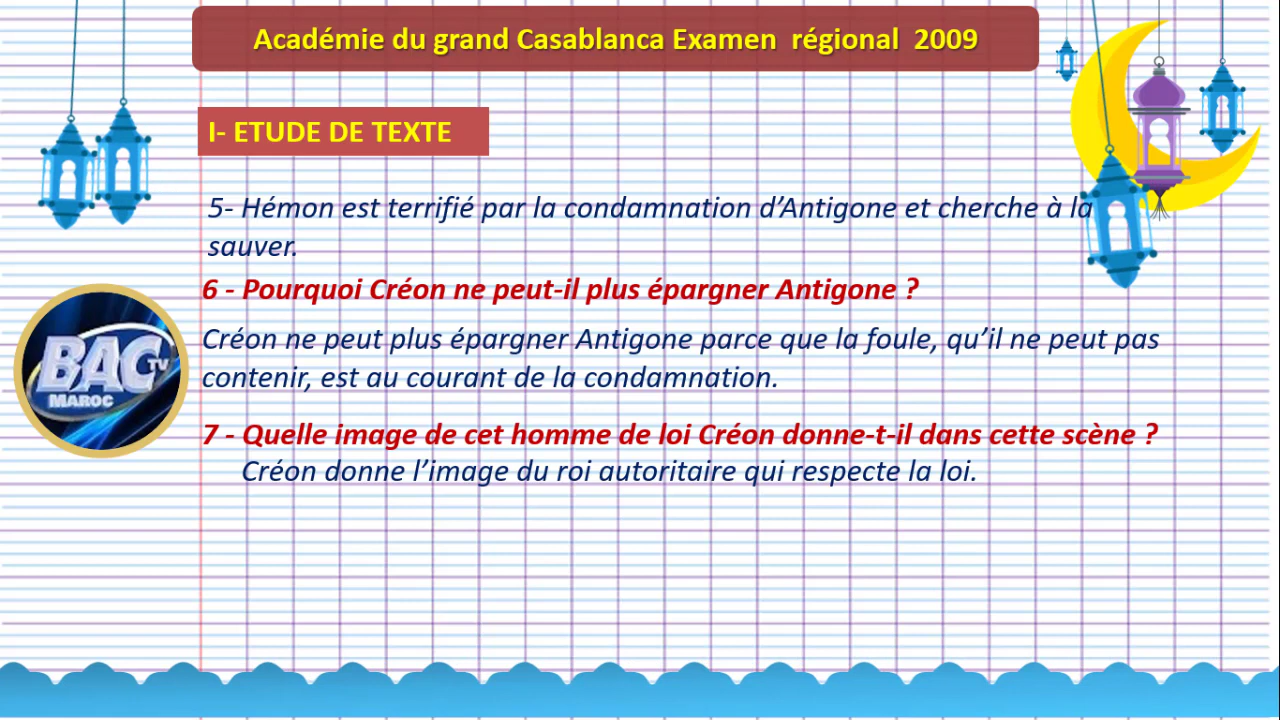 Académie du grand Casablanca Examen régional 2009
I- ETUDE DE TEXTE
5- Hémon est terrifié par la condamnation d’Antigone et cherche à la
sauver.
6 - Pourquoi Créon ne peut-il plus épargner Antigone ?
Créon ne peut plus épargner Antigone parce que la foule, qu’il ne peut pas
contenir, est au courant de la condamnation.
7 - Quelle image de cet homme de loi Créon donne-t-il dans cette scène ?
Créon donne l’image du roi autoritaire qui respecte la loi.
BAC TV
MAROC